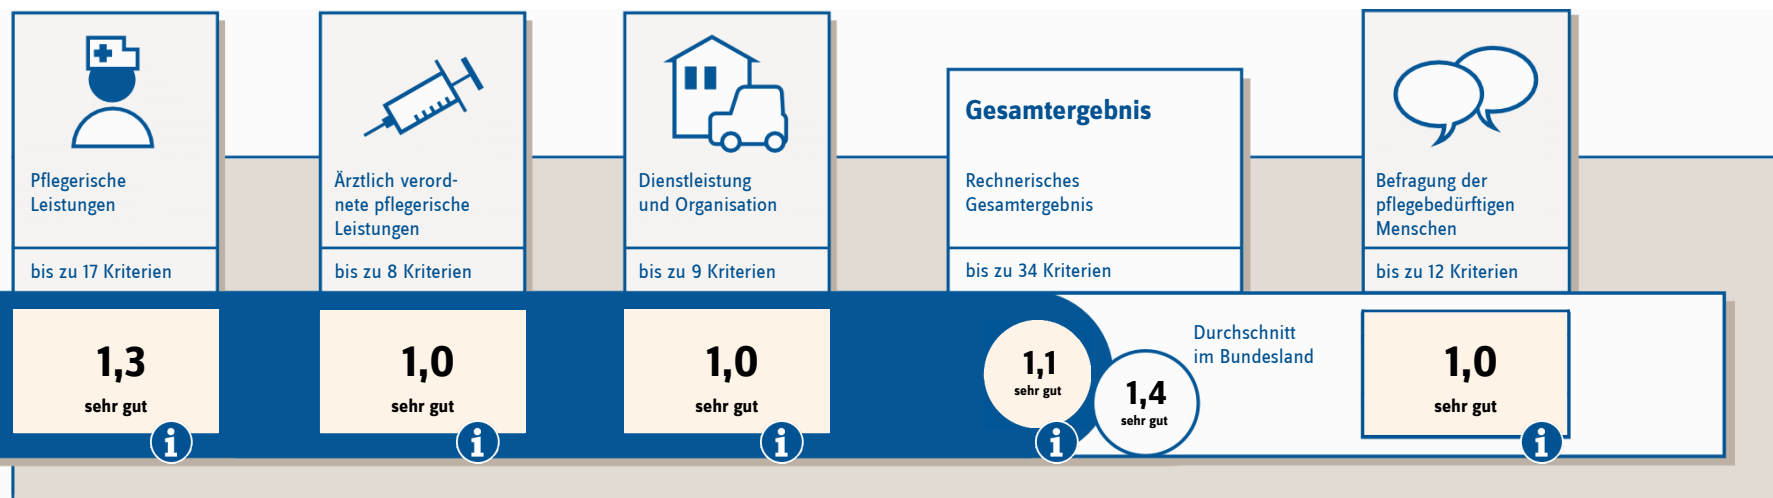 Pflegerische
Leistungen
bis zu 17 Kriterien
1,3
sehr gut
i
Ärztlich verord-
nete pflegerische
Leistungen
bis zu 8 Kriterien
1,0
sehr gut
i
Dienstleistung
und Organisation
bis zu 9 Kriterien
1,0
sehr gut
i
Gesamtergebnis
Rechnerisches
Gesamtergebnis
bis zu 34 Kriterien
1,1
sehr gut
i
1,4
sehr gut
Durchschnitt
im Bundesland
Befragung der
pflegebedürftigen
Menschen
bis zu 12 Kriterien
1,0
sehr gut
i